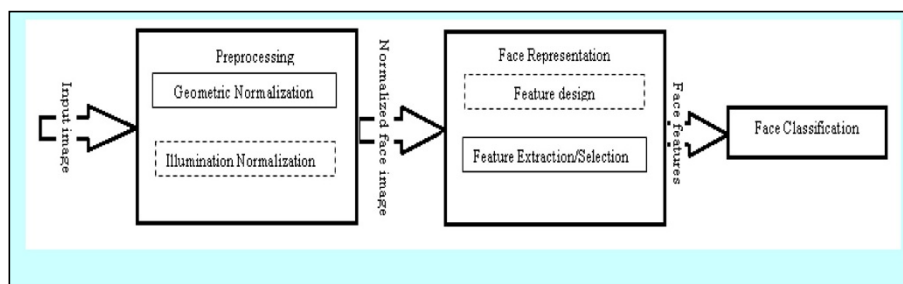 Input image
Preprocessing
Geometric Normalization
Illumination Normalization
Normalized face image
Face Representation
Feature design
Feature Extraction/Selection
Face features
Face Classification